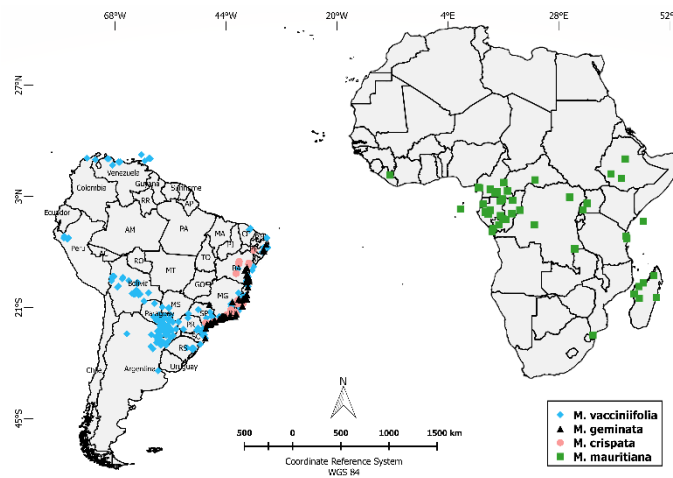 68°W 44°W 20°W 4°E 28°E 52°E
27°N
3°N
21°S
45°S
Venezuela
Guyana
Suriname
Colombia
RR
AP
Ecuador
AM
PA
MA
CE
PI
Peru
AC
RO
TO
BA
MT
Bolivia
GO
MG
MS
SP
Paraguay
PR
SC
RS
Chile
Argentina
Uruguay
N
500 0 500 1000 1500 km
Coordinate Reference System
WGS 84
M. vacciniifolia
M. geminata
M. crispata
M. mauritiana